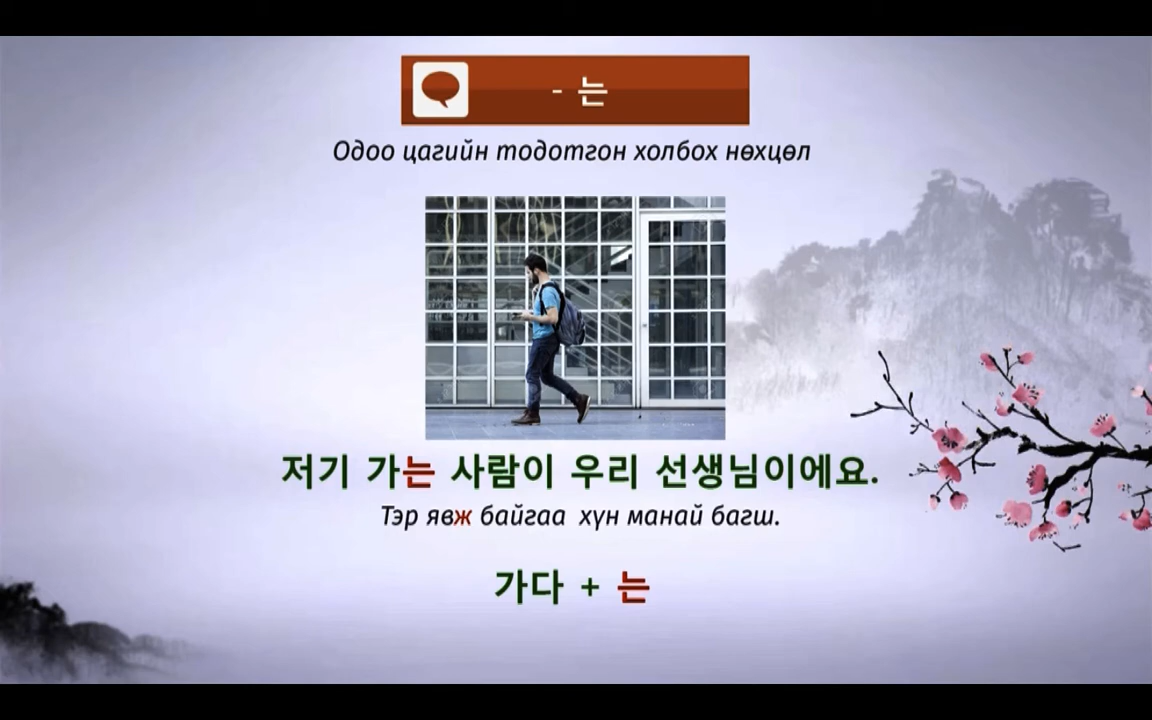 - 는
Одоо цагийн тодотгон холбох нөхцөл
저기 가는 사람이 우리 선생님이에요.
Тэр явж байгаа хүн манай багш.
가다 + 는